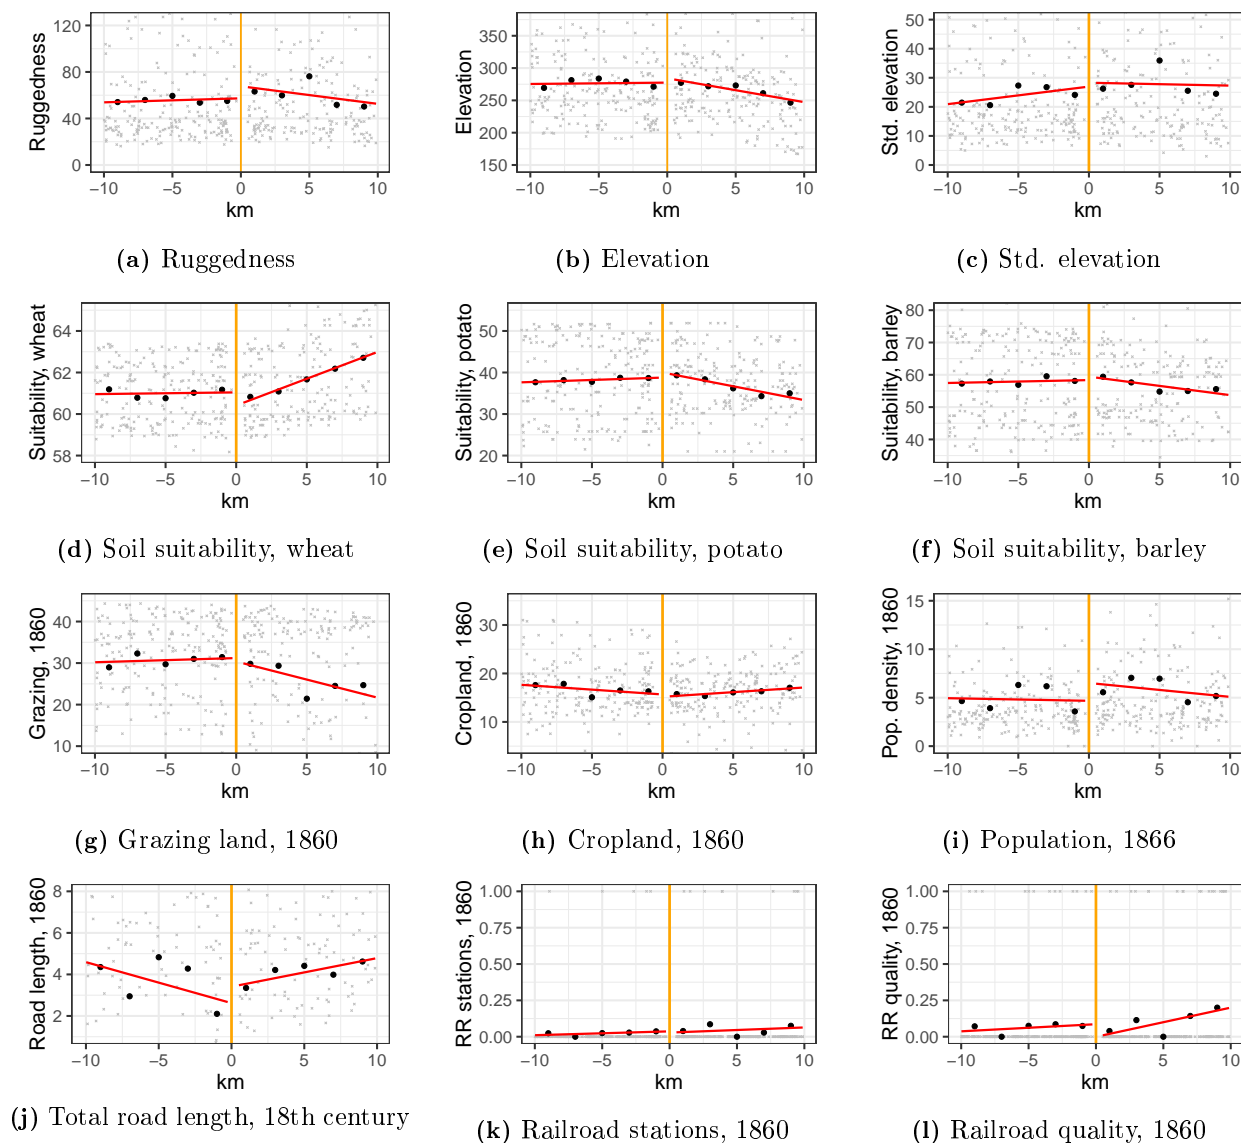 120
80
40
0
Ruggedness
−10 −5 0 5 10
km
(a) Ruggedness
350
300
250
200
150
Elevation
−10 −5 0 5 10
km
(b) Elevation
50
40
30
20
10
0
Std. elevation
−10 −5 0 5 10
km
(c) Std. elevation
64
62
60
58
Suitability, wheat
−10 −5 0 5 10
km
(d) Soil suitability, wheat
50
40
30
20
Suitability, potato
−10 −5 0 5 10
km
(e) Soil suitability, potato
80
70
60
50
40
Suitability, barley
−10 −5 0 5 10
km
(f) Soil suitability, barley
40
30
20
10
Grazing, 1860
−10 −5 0 5 10
km
(g) Grazing land, 1860
30
20
10
Cropland, 1860
−10 −5 0 5 10
km
(h) Cropland, 1860
15
10
5
0
Pop. density, 1860
−10 −5 0 5 10
km
(i) Population, 1866
8
6
4
2
Road length, 1860
−10 −5 0 5 10
km
(j) Total road length, 18th century
1.00
0.75
0.50
0.25
0.00
RR stations, 1860
−10 −5 0 5 10
km
(k) Railroad stations, 1860
1.00
0.75
0.50
0.25
0.00
RR quality, 1860
−10 −5 0 5 10
km
(l) Railroad quality, 1860